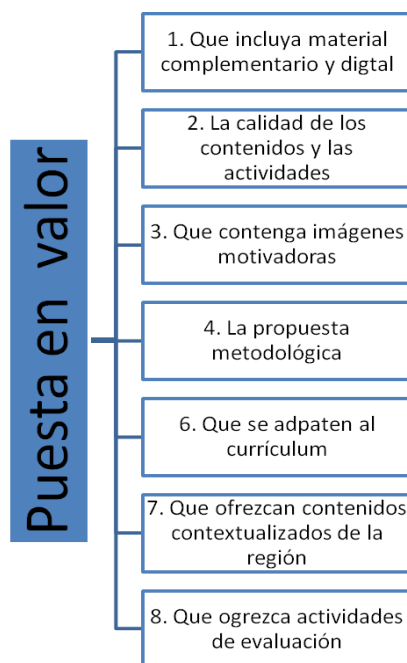 Puesta en valor
1. Que incluya material
complementario y digtal
2. La calidad de los
contenidos y las
actividades
3. Que contenga imágenes
motivadoras
4. La propuesta
metodológica
6. Que se adpaten al
currículum
7. Que ofrezcan contenidos
contextualizados de la
región
8. Que ogrezca actividades
de evaluación